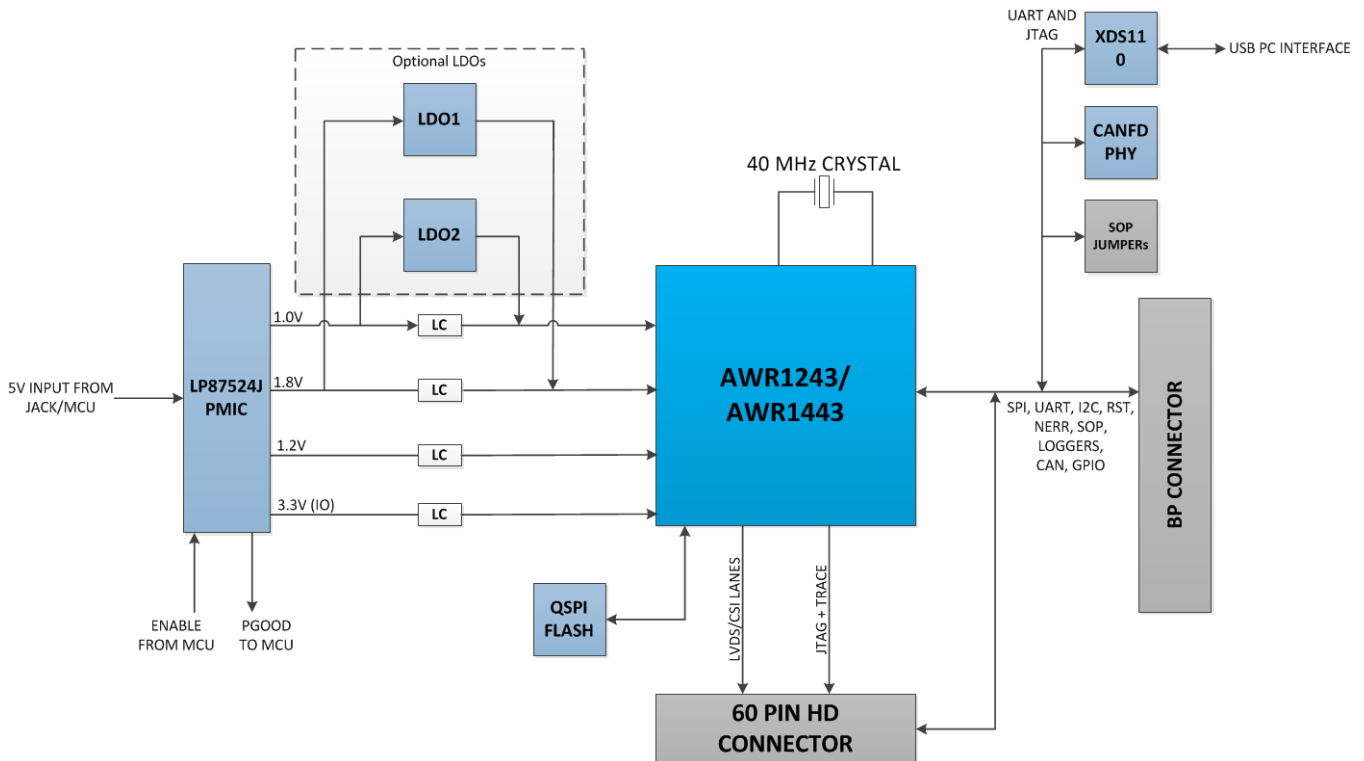 UART AND
JTAG
XDS11
0
USB PC INTERFACE
Optional LDOs
LDO1
CANFD
PHY
40 MHz CRYSTAL
LDO2
SOP
JUMPERs
1.0V
LC
5V INPUT FROM
JACK/MCU
LP87524J
PMIC
1.8V
LC
AWR1243/
AWR1443
SPI, UART, I2C, RST,
NERR, SOP,
LOGGERS,
CAN, GPIO
BP CONNECTOR
1.2V
LC
3.3V (IO)
LC
ENABLE
FROM MCU
PGOOD
TO MCU
QSPI
FLASH
LVDS/CSI LANES
JTAG + TRACE
60 PIN HD
CONNECTOR